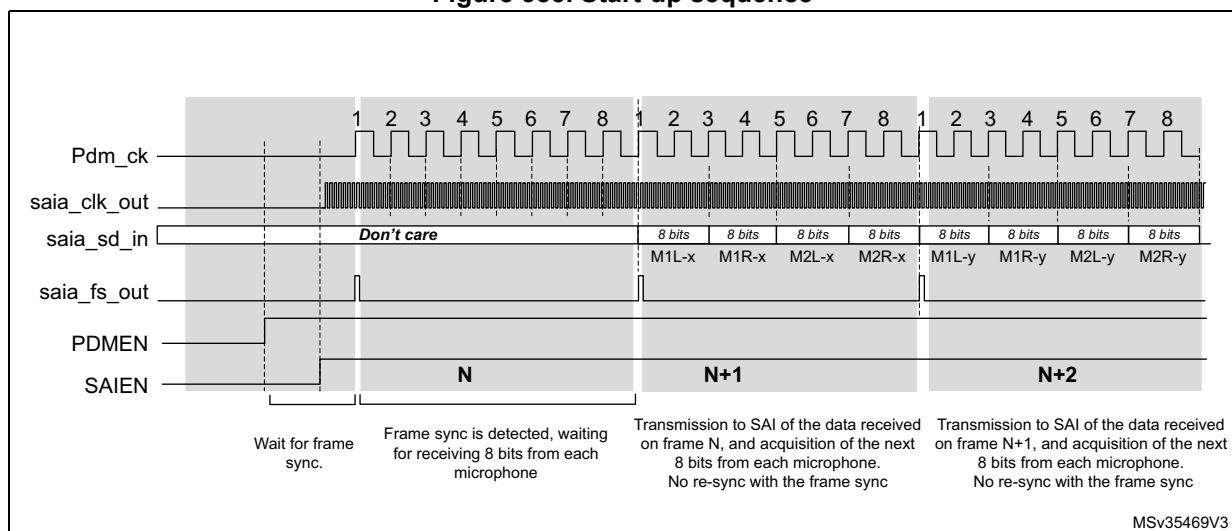 1 2 3 4 5 6 7 8 1 2 3 4 5 6 7 8 1 2 3 4 5 6 7 8
Pdm_ck
saia_clk_out
saia_sd_in Don't care 8 bits 8 bits 8 bits 8 bits 8 bits 8 bits 8 bits 8 bits
M1L-x M1R-x M2L-x M2R-x M1L-y M1R-y M2L-y M2R-y
saia_fs_out
PDMEN
SAIEN
N N+1 N+2
Wait for frame
sync.
Frame sync is detected, waiting
for receiving 8 bits from each
microphone
Transmission to SAI of the data received
on frame N, and acquisition of the next
8 bits from each microphone.
No re-sync with the frame sync
Transmission to SAI of the data received
on frame N+1, and acquisition of the next
8 bits from each microphone.
No re-sync with the frame sync
MSv35469V3